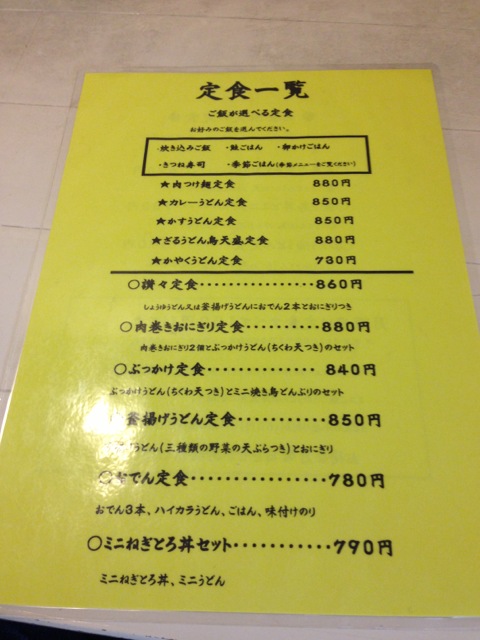 定食一覧
ご飯が選べる定食
お好みのご飯を選んでください。
・炊き込みご飯 ・鮭ごはん ・卵かけごはん
・きつね寿司 ・季節ごはん(季節メニューをご覧ください)
★肉つけ麺定食 880円
★カレーうどん定食 850円
★かすうどん定食 850円
★ざるうどん鳥天盛定食 880円
★かやくうどん定食 730円
○讃々定食････････････････860円
しょうゆうどん又は釜揚げうどんにおでん2本とおにぎりつき
○肉巻きおにぎり定食･･････････880円
肉巻きおにぎり2個とぶっかけうどん(ちくわ天つき)のセット
○ぶっかけ定食･･････････････840円
ぶっかけうどん(ちくわ天つき)とミニ焼き鳥どんぶりのセット
釜揚げうどん定食･･･････････850円
うどん(三種類の野菜の天ぷらつき)とおにぎり
○おでん定食････････････････780円
おでん3本、ハイカラうどん、ごはん、味付けのり
○ミニねぎとろ丼セット･･･････････790円
ミニねぎとろ丼、ミニうどん